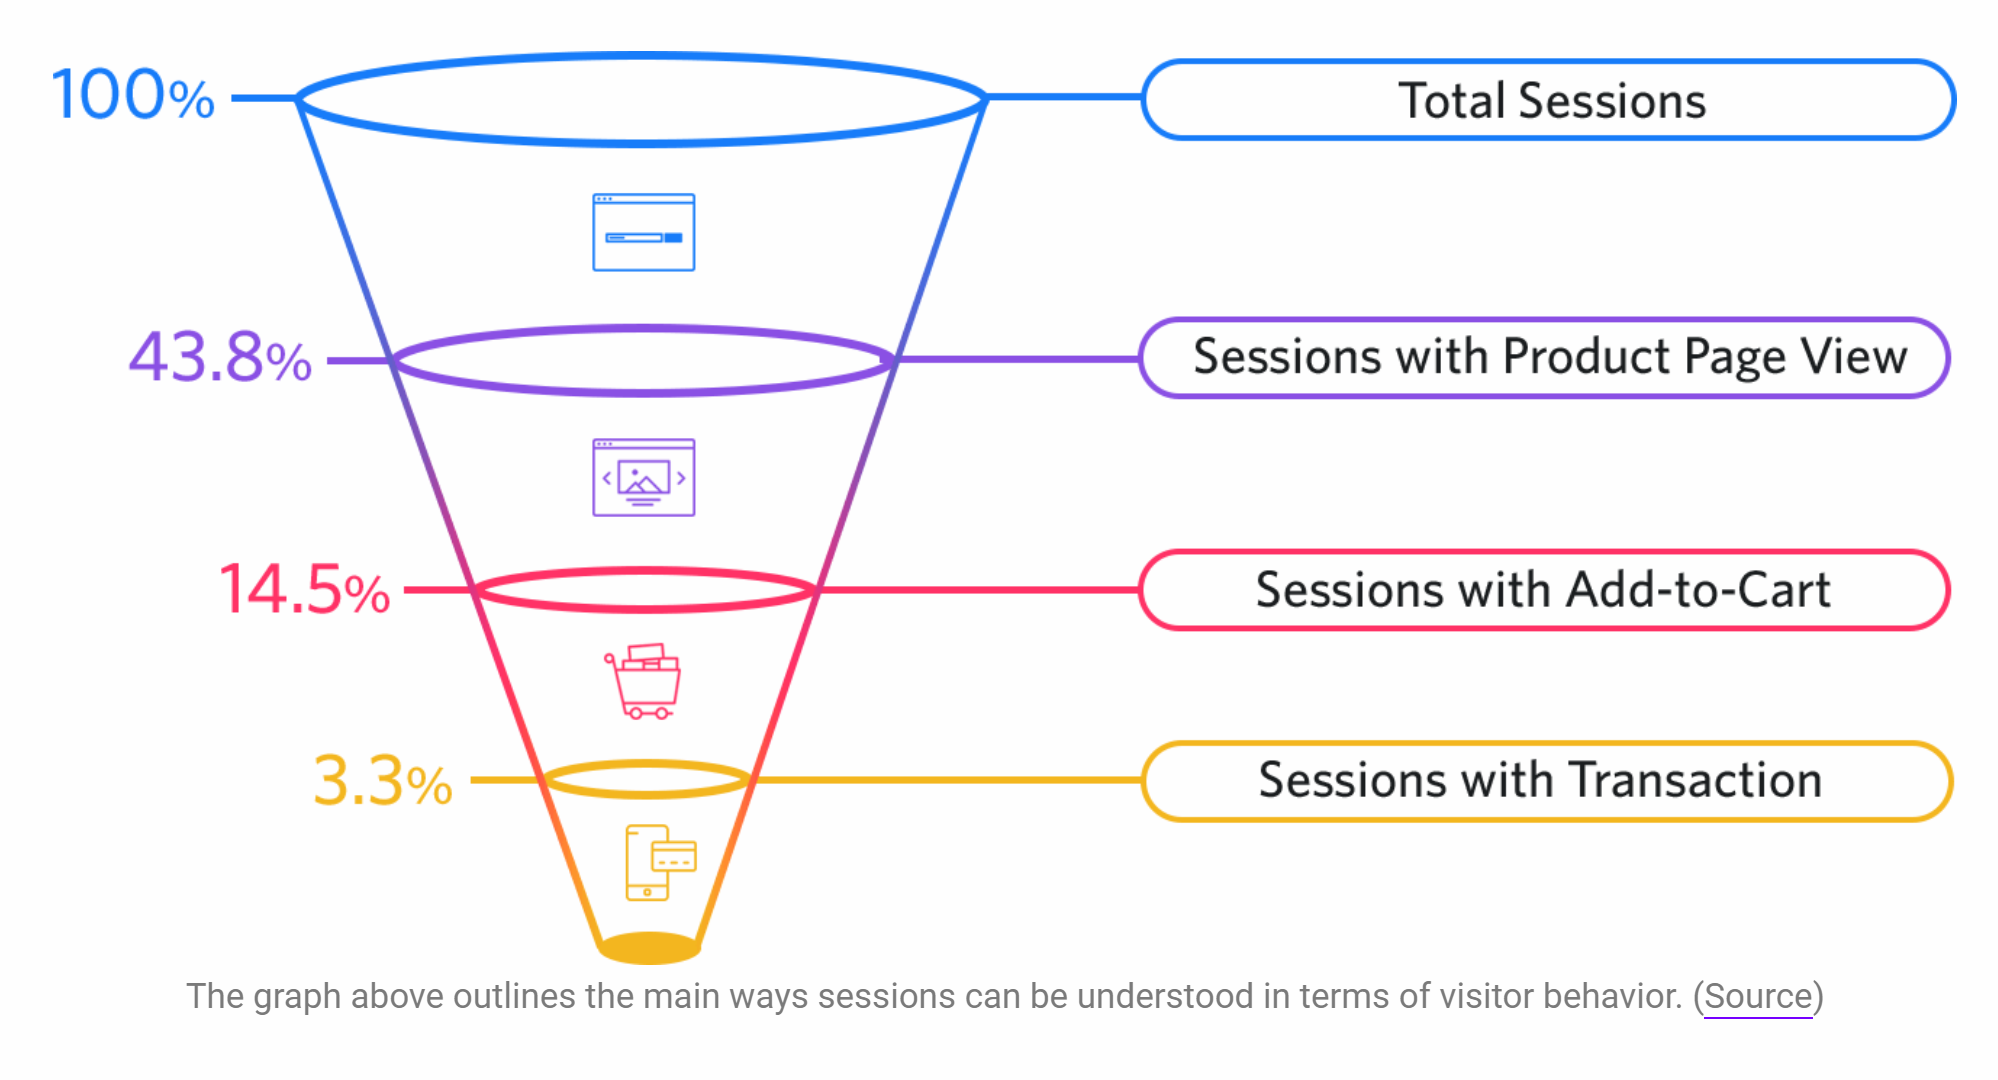 100% Total Sessions
43.8% Sessions with Product Page View
14.5% Sessions with Add-to-Cart
3.3% Sessions with Transaction
The graph above outlines the main ways sessions can be understood in terms of visitor behavior. (Source)